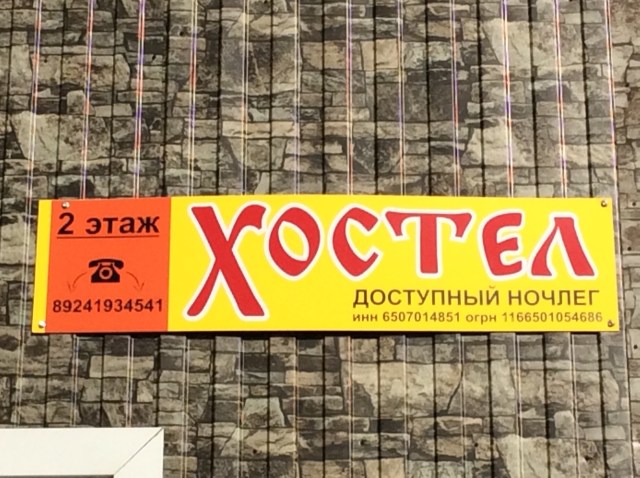 2 этаж
89241934541
ХОСТЕЛ
ДОСТУПНЫЙ НОЧЛЕГ
инн 6507014851 огрн 1166501054686